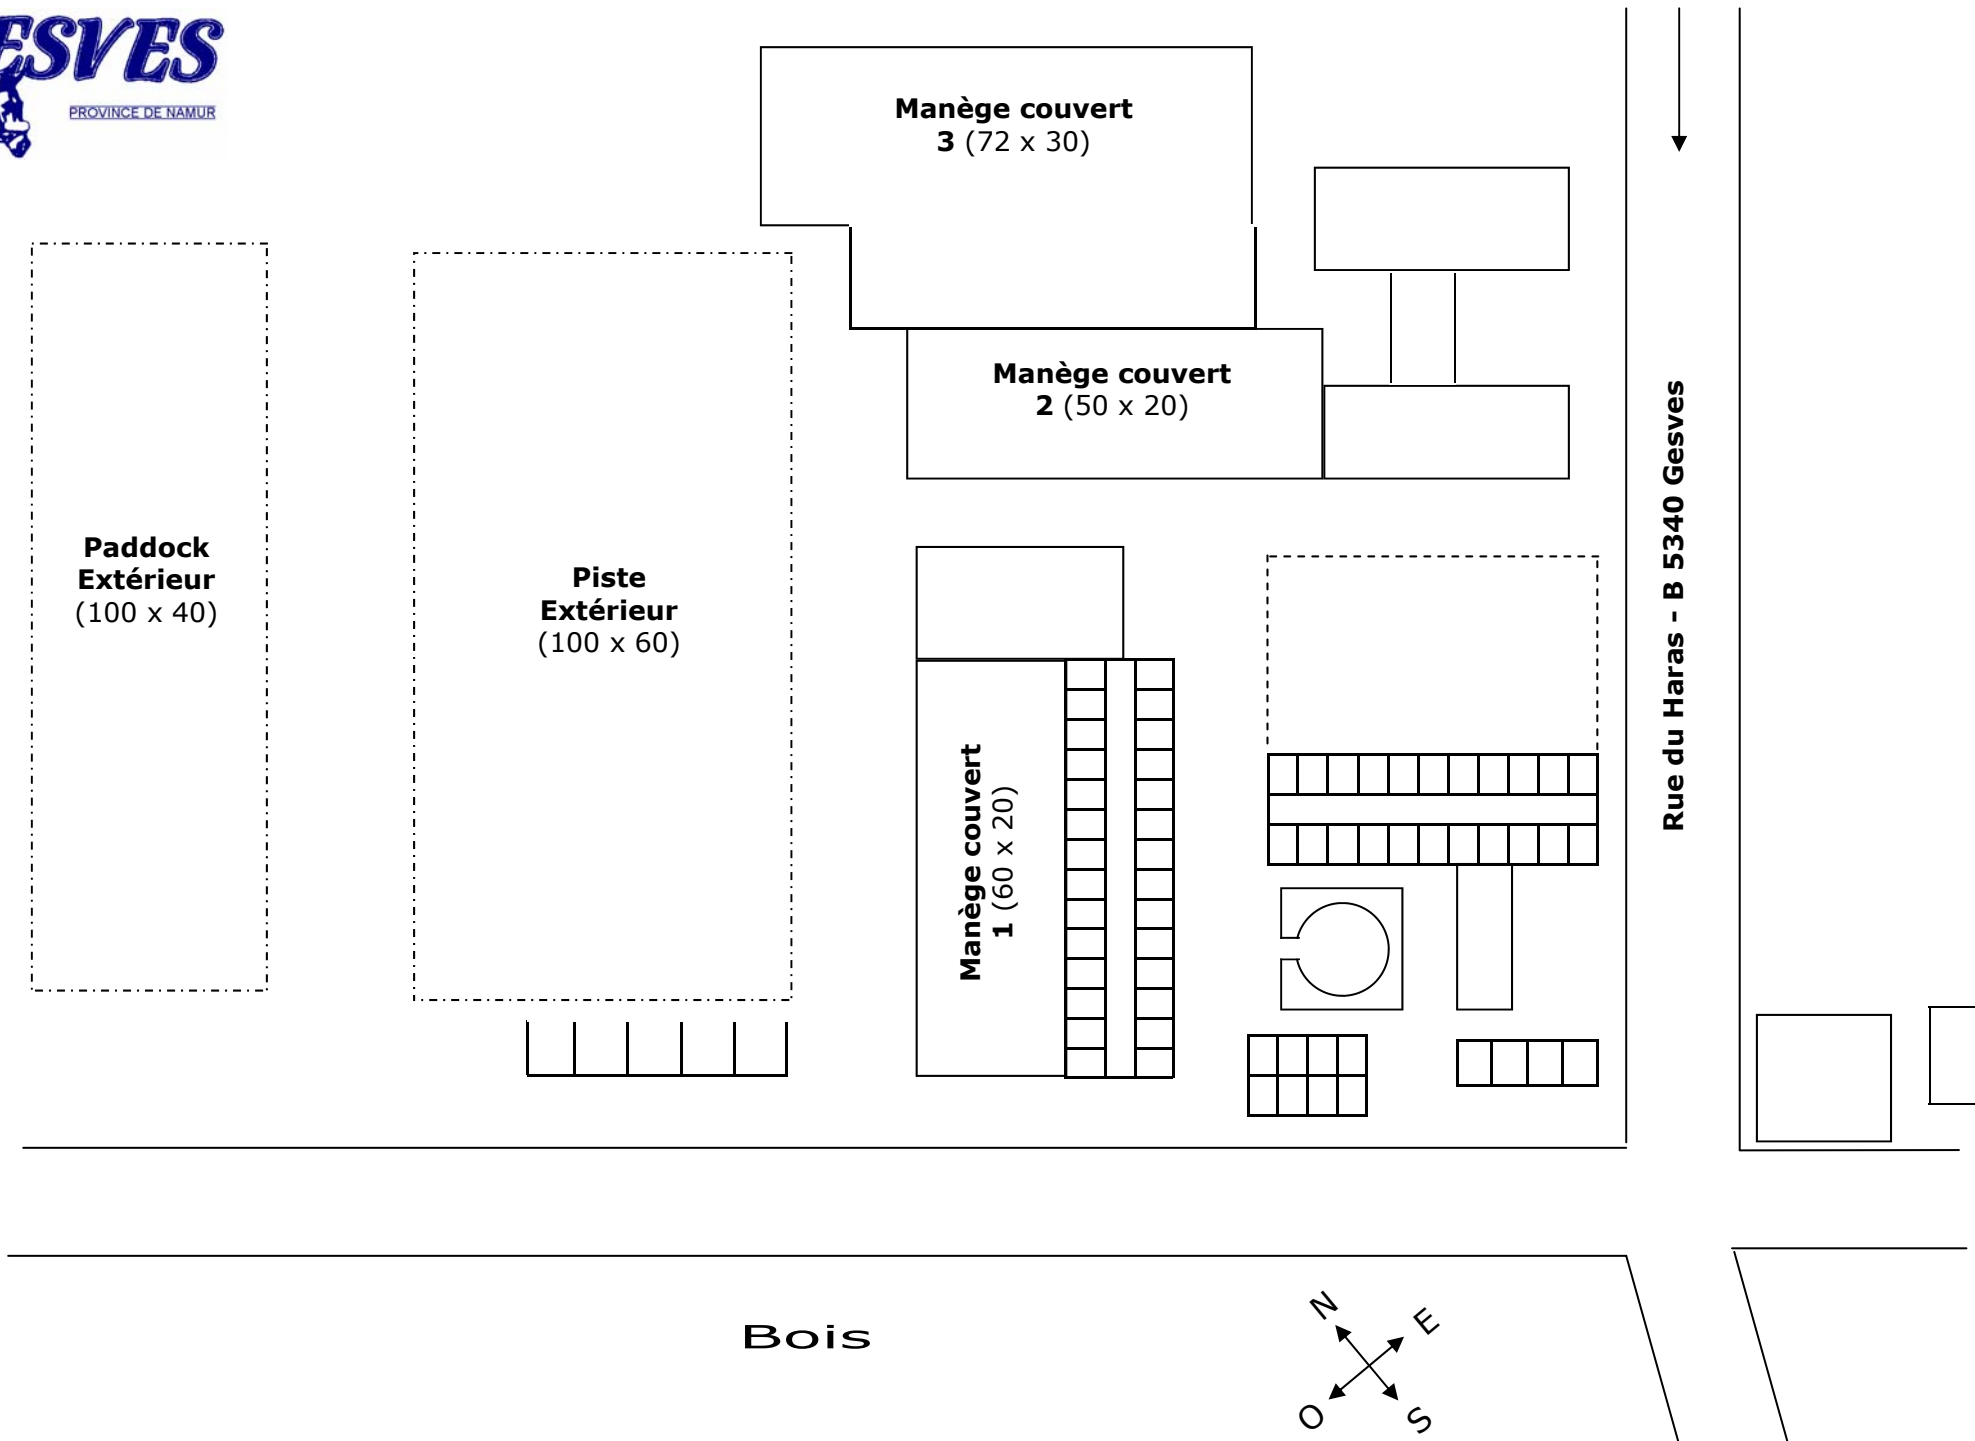 ESVES
PROVINCE DE NAMUR
Manège couvert
3 (72 x 30)
Manège couvert
2 (50 x 20)
Paddock
Extérieur
(100 x 40)
Piste
Extérieur
(100 x 60)
Manège couvert
1 (60 x 20)
Rue du Haras – B 5340 Gesves
Bois
N
E
O
S